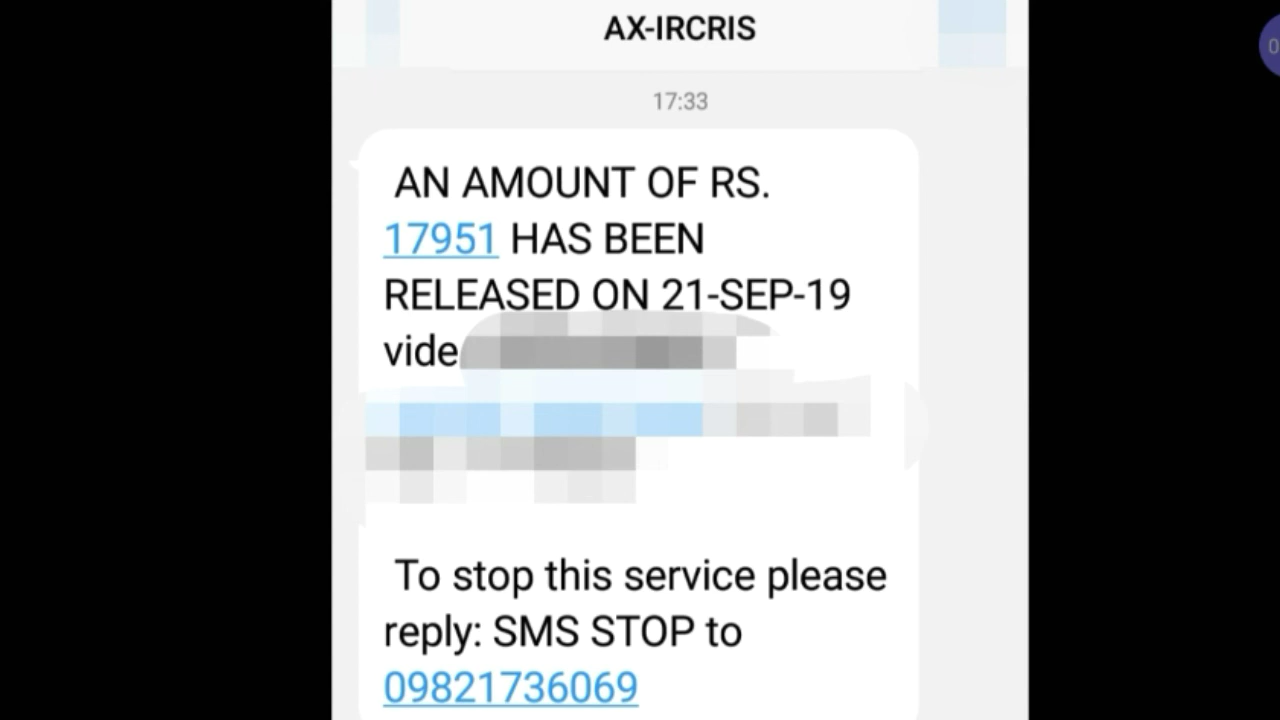 AX-IRCRIS
17:33
AN AMOUNT OF RS.
17951 HAS BEEN
RELEASED ON 21-SEP-19
vide
To stop this service please
reply: SMS STOP to
09821736069